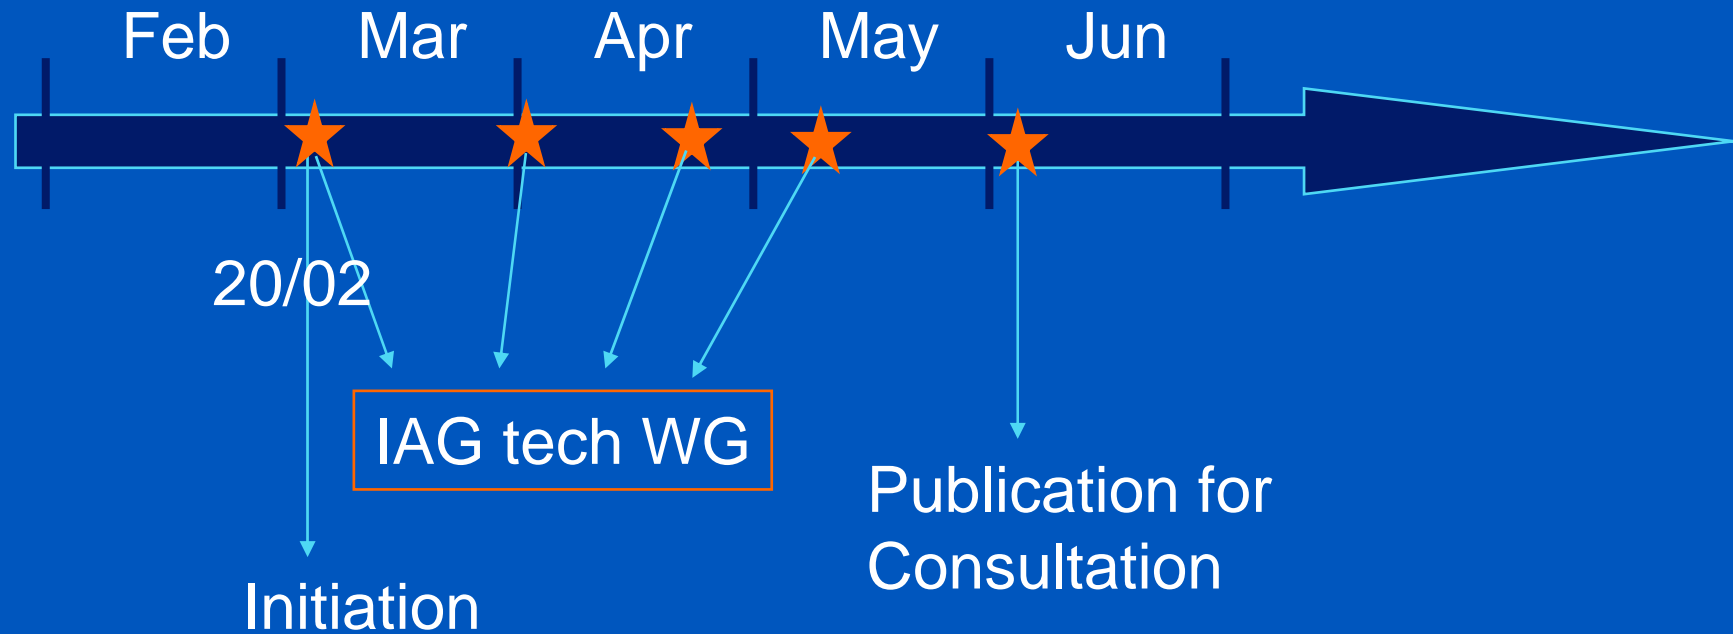 Feb Mar Apr May Jun
20/02
IAG tech WG
Publication for
Consultation
Initiation